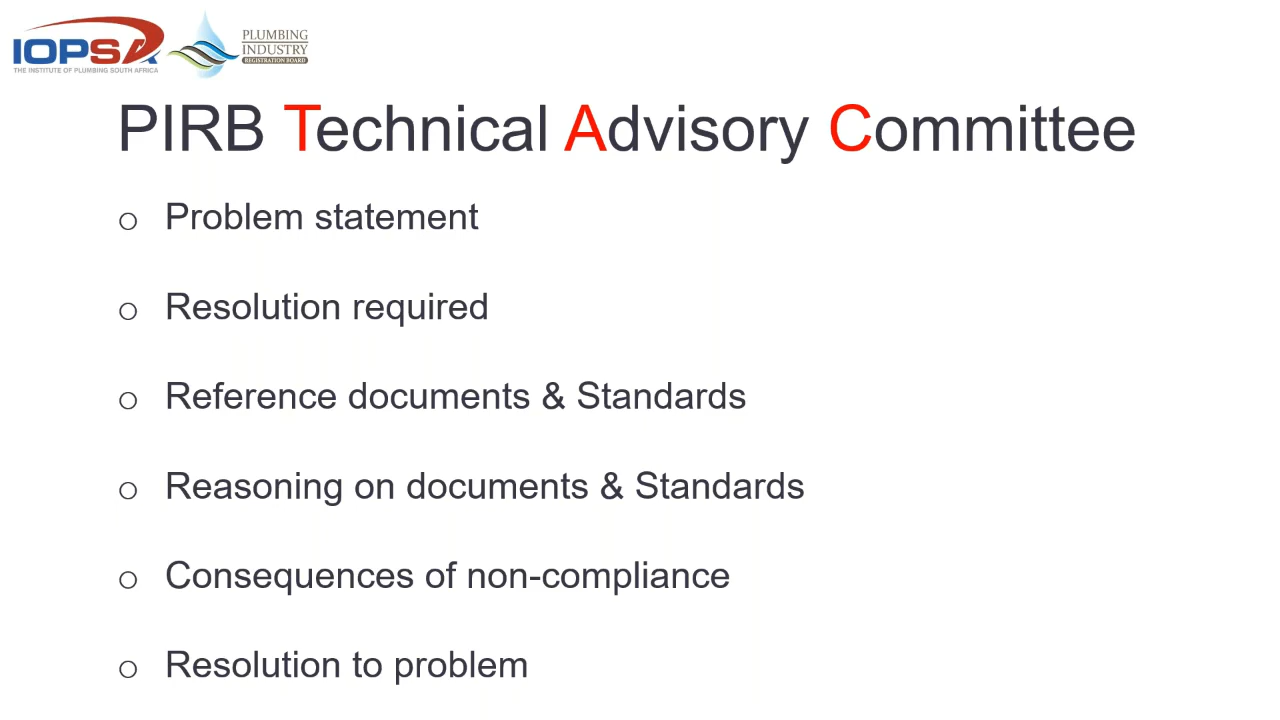 IOPSA
THE INSTITUTE OF PLUMBING SOUTH AFRICA
PLUMBING
INDUSTRY
REGISTRATION BOARD
PIRB Technical Advisory Committee
o Problem statement
o Resolution required
o Reference documents & Standards
o Reasoning on documents & Standards
o Consequences of non-compliance
o Resolution to problem